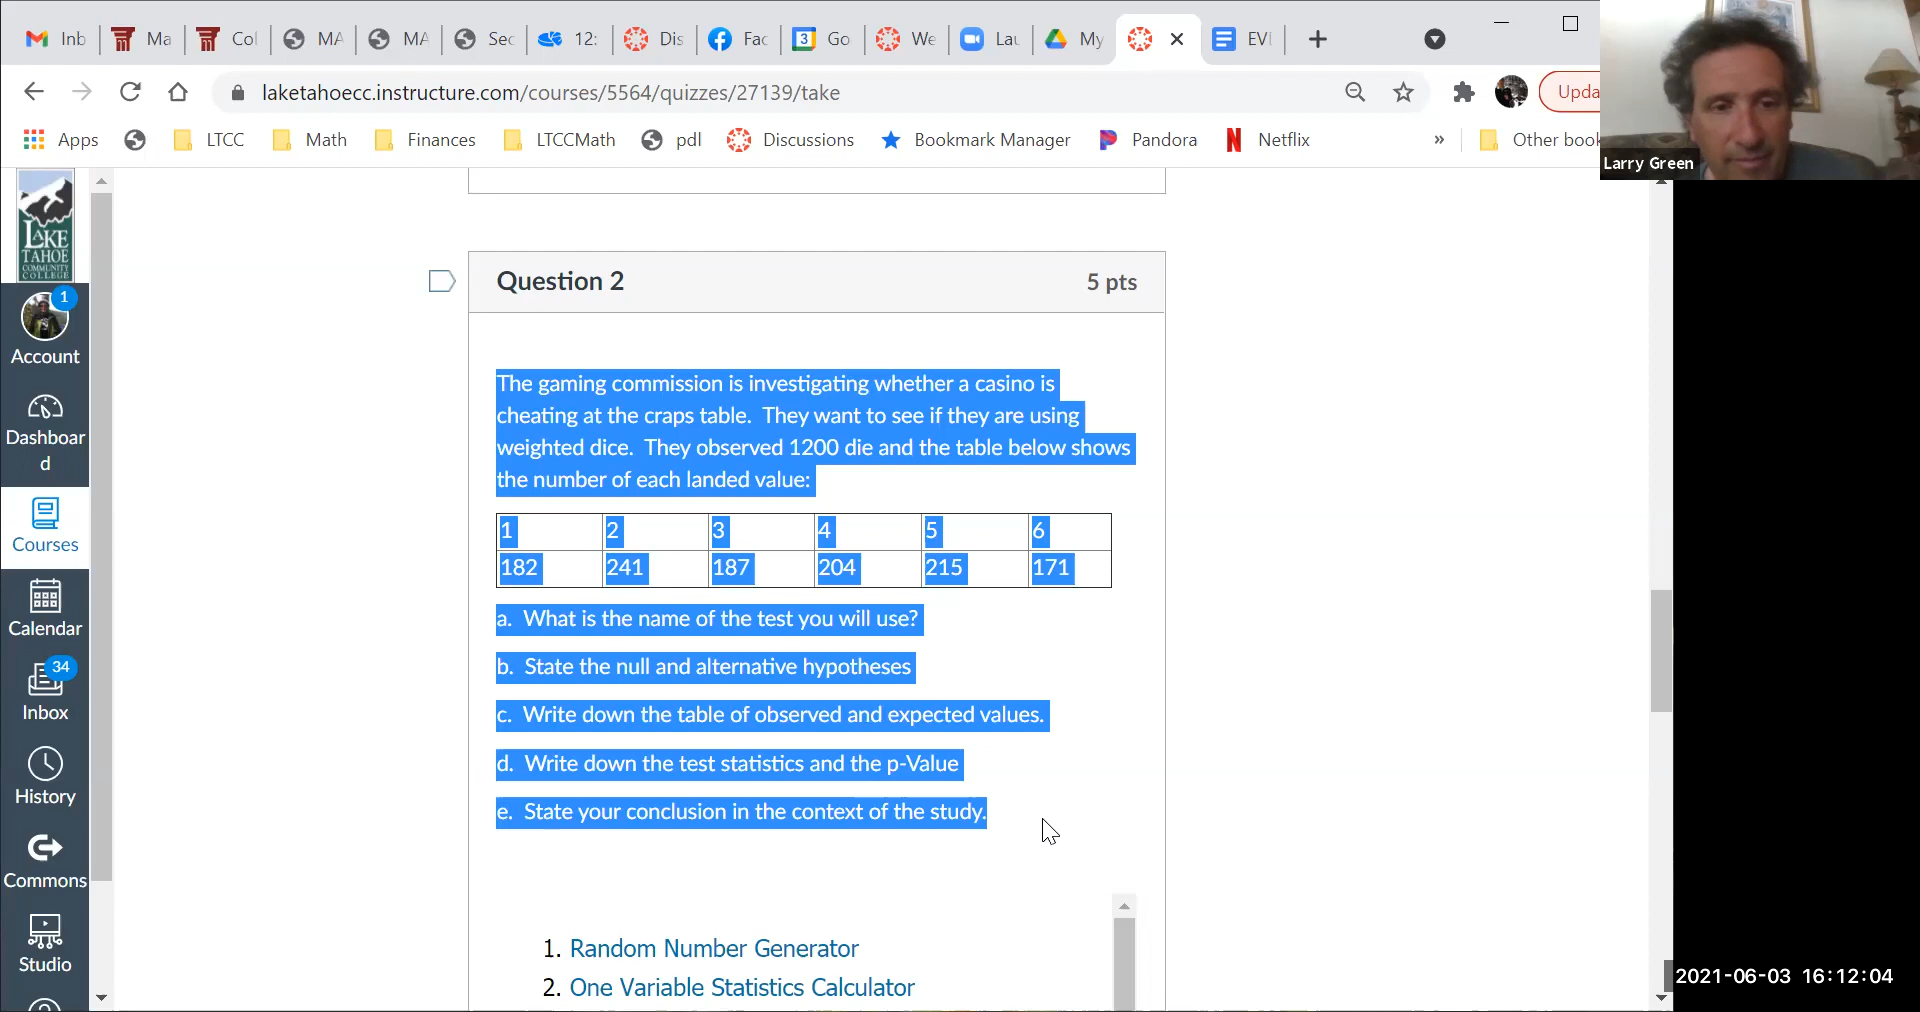 Inb
Ma
Col
MA
MA
Sec
12:
Dis
Fac
3
Go
We
Lau
My
EVI
laketahoecc.instructure.com/courses/5564/quizzes/27139/take
Upda
Apps
LTCC
Math
Finances
LTCCMath
pdl
Discussions
Bookmark Manager
Pandora
Netflix
»
Other book
Larry Green
LAKE
TAHOE
COMMUNITY
COLLEGE
1
Account
Dashboar
d
Courses
Calendar
34
Inbox
History
Commons
Studio
Question 2
5 pts
The gaming commission is investigating whether a casino is
cheating at the craps table. They want to see if they are using
weighted dice. They observed 1200 die and the table below shows
the number of each landed value:
1 2 3 4 5 6
182 241 187 204 215 171
a. What is the name of the test you will use?
b. State the null and alternative hypotheses
c. Write down the table of observed and expected values.
d. Write down the test statistics and the p-Value
e. State your conclusion in the context of the study.
1. Random Number Generator
2. One Variable Statistics Calculator
2021-06-03 16:12:04